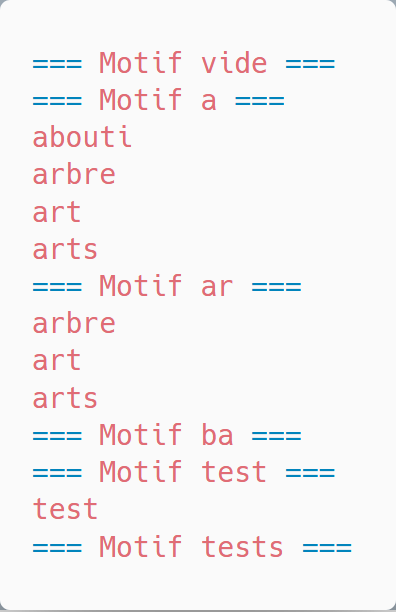 === Motif vide ===
=== Motif a ===
abouti
arbre
art
arts
=== Motif ar ===
arbre
art
arts
=== Motif ba ===
=== Motif test ===
test
=== Motif tests ===